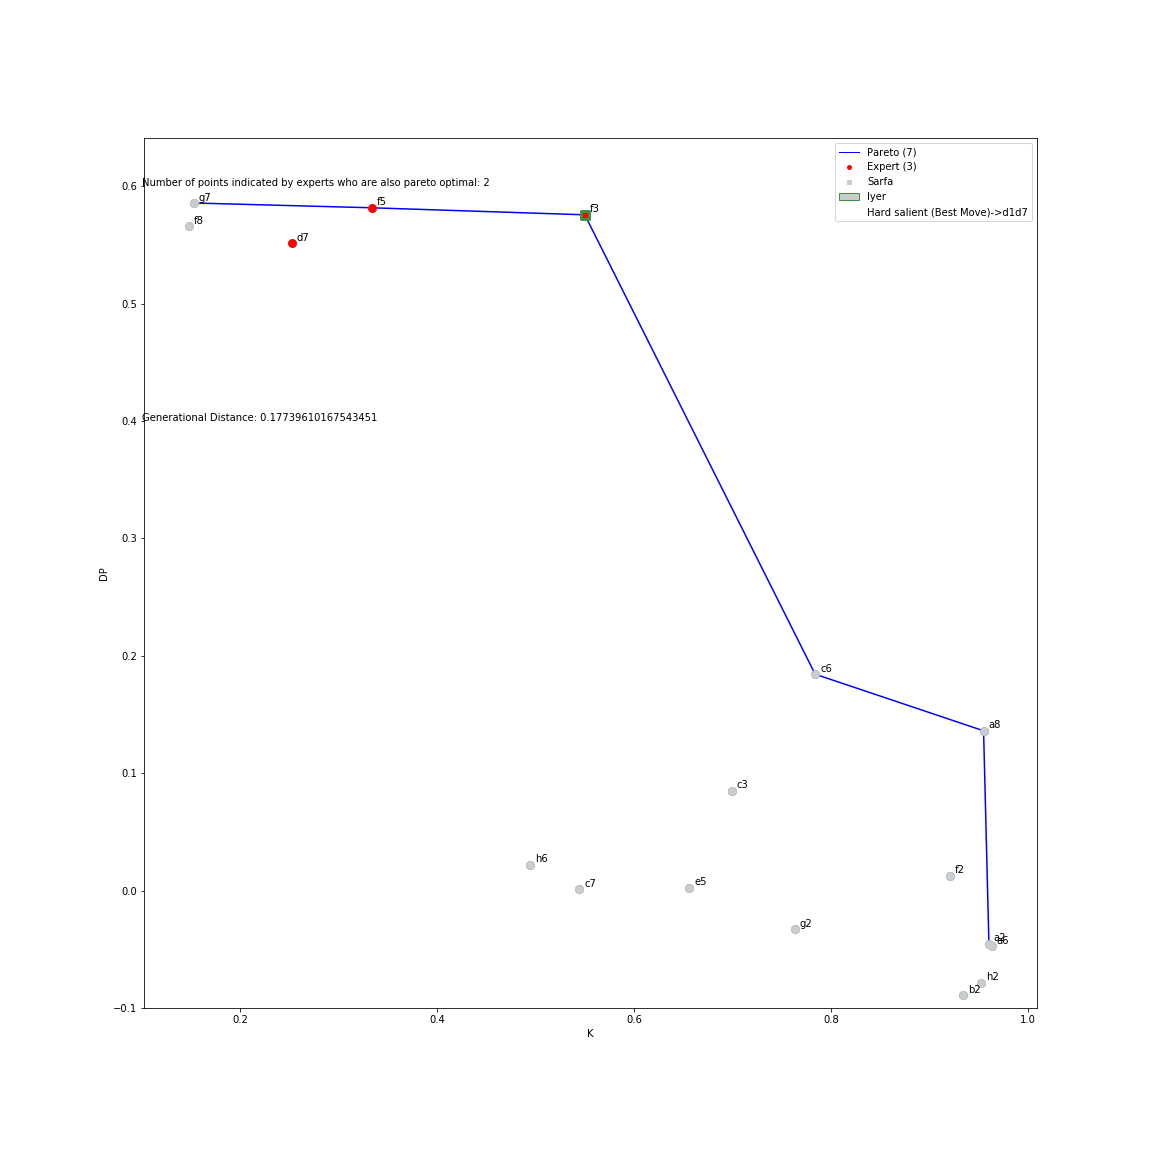 Pareto (7)
Expert (3)
Sarfa
Iyer
Hard salient (Best Move)->d1d7
0.6
Number of points indicated by experts who are also pareto optimal: 2
g7
f5
f3
f8
d7
0.5
0.4
Generational Distance: 0.17739610167543451
0.3
DP
0.2
c6
a8
0.1
c3
h6
c7
e5
f2
0.0
g2
a2
a6
h2
b2
−0.1
0.2
0.4
0.6
0.8
1.0
K